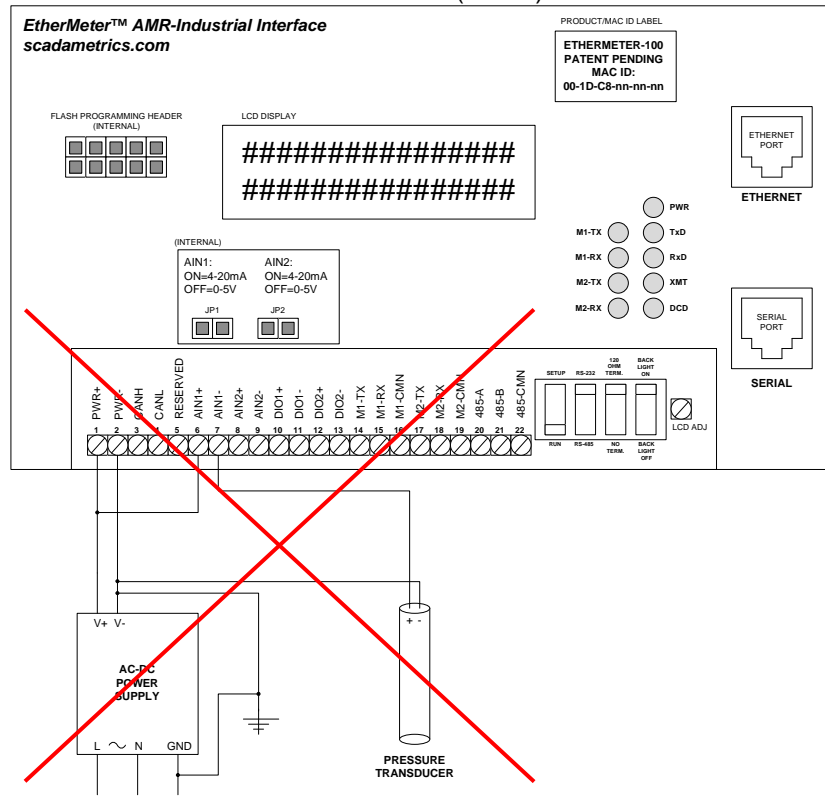 EtherMeter™ AMR-Industrial Interface
scadametrics.com
PRODUCT/MAC ID LABEL
ETHERMETER-100
PATENT PENDING
MAC ID:
00-1D-C8-nn-nn-nn
FLASH PROGRAMMING HEADER
(INTERNAL)
LCD DISPLAY
################
################
ETHERNET
PORT
ETHERNET
PWR
M1-TX
TxD
M1-RX
RxD
M2-TX
XMT
M2-RX
DCD
(INTERNAL)
AIN1:
ON=4-20mA
OFF=0-5V
AIN2:
ON=4-20mA
OFF=0-5V
JP1
JP2
SERIAL
PORT
SERIAL
PWR+
PWR-
CANH
CANL
RESERVED
AIN1+
AIN1-
AIN2+
AIN2-
DIO1+
DIO1-
DIO2+
DIO2-
M1-TX
M1-RX
M1-CMN
M2-TX
M2-RX
M2-CMN
485-A
485-B
485-CMN
1 2 3 4 5 6 7 8 9 10 11 12 13 14 15 16 17 18 19 20 21 22
SETUP
RS-232
120
OHM
TERM.
BACK
LIGHT
ON
RUN
RS-485
NO
TERM.
BACK
LIGHT
OFF
LCD ADJ
V+ V-
AC-DC
POWER
SUPPLY
L N GND
+ -
PRESSURE
TRANSDUCER